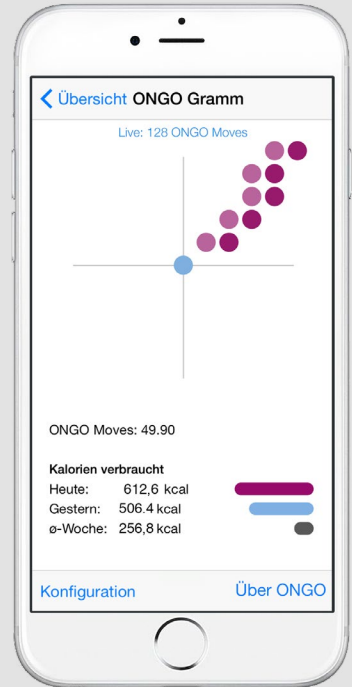 Übersicht ONGO Gramm
Live: 128 ONGO Moves
ONGO Moves: 49.90
Kalorien verbraucht
Heute: 612,6 kcal
Gestern: 506.4 kcal
ø-Woche: 256,8 kcal
Konfiguration Über ONGO